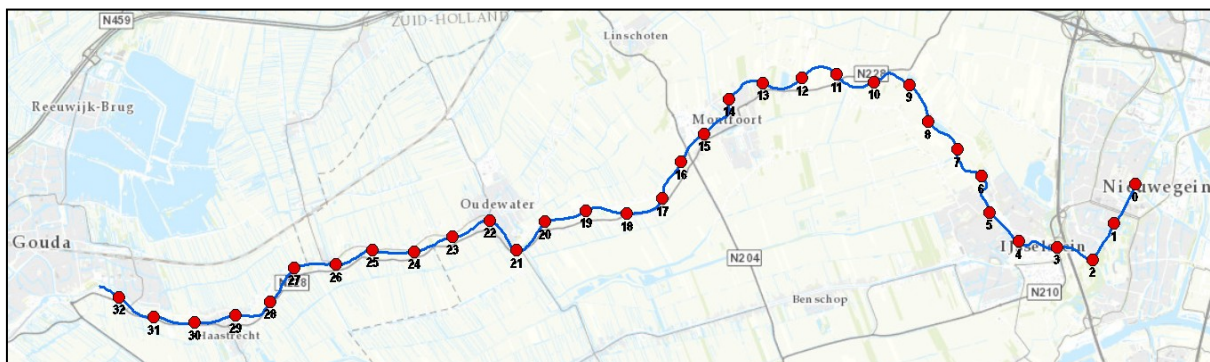 N459
ZUID-HOLLAND
Linschoten
N228
Reeuwijk-Brug
13
12
11
10
9
14
Montfoort
8
15
7
16
6
Nieuwegein
0
Oudewater
17
5
22
20
19
18
1
Gouda
23
21
4
IJsselstein
3
2
27
26
25
24
N204
N228
32
28
Benschop
N210
31
30
29
Haastrecht